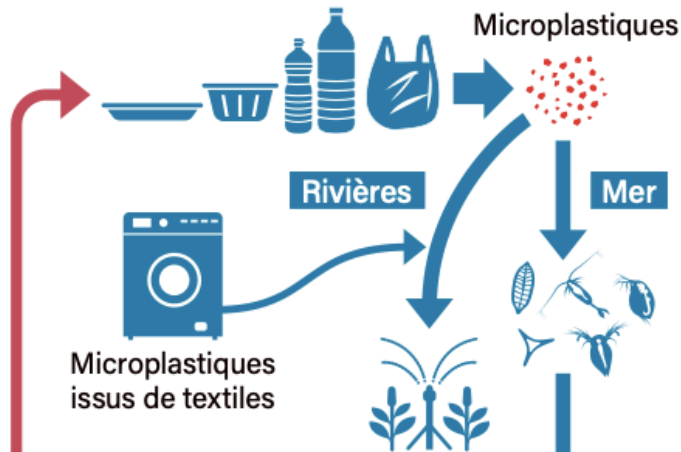 Microplastiques
Rivières
Mer
Microplastiques
issus de textiles